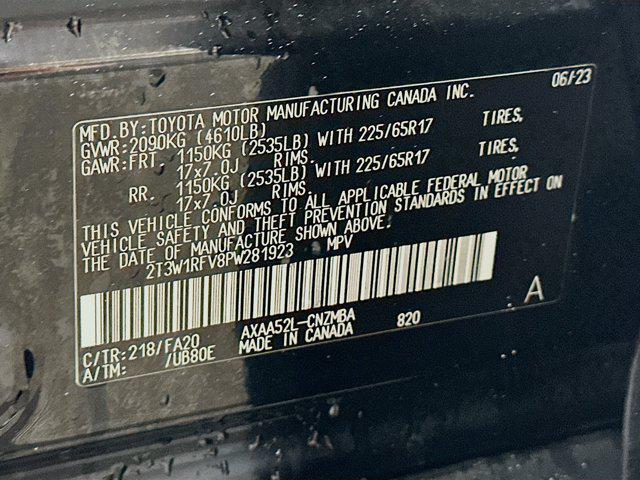 MFD.BY:TOYOTA MOTOR MANUFACTURING CANADA INC. 06/23
GVWR:2090KG (4610LB)
GAWR:FRT. 1150KG (2535LB) WITH 225/65R17 TIRES,
17x7.0J RIMS.
RR. 1150KG (2535LB) WITH 225/65R17 TIRES,
17x7.0J RIMS.
THIS VEHICLE CONFORMS TO ALL APPLICABLE FEDERAL MOTOR
VEHICLE SAFETY AND THEFT PREVENTION STANDARDS IN EFFECT ON
THE DATE OF MANUFACTURE SHOWN ABOVE.
2T3W1RFV8PW281923 MPV
A
C/TR:218/FA20 AXAA52L-CNZMBA 820
A/TM: /UB80E MADE IN CANADA